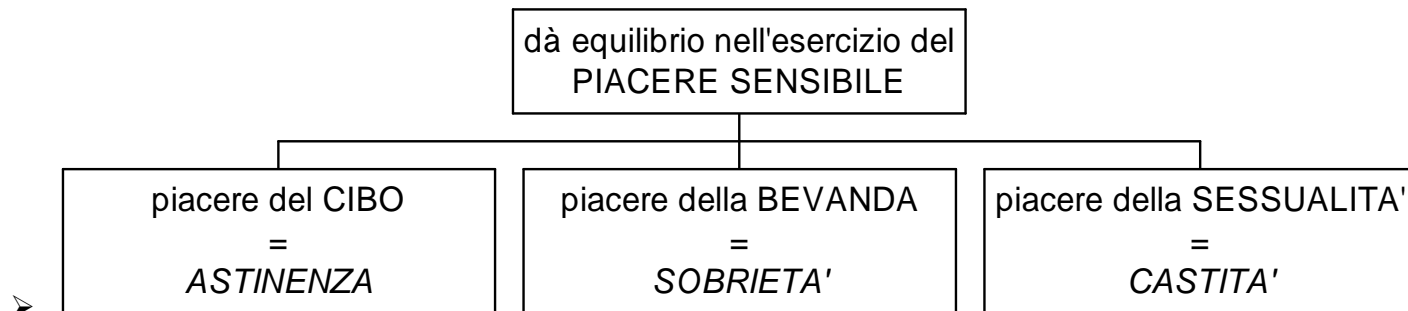 dà equilibrio nell'esercizio del
PIACERE SENSIBILE
piacere del CIBO
=
ASTINENZA
piacere della BEVANDA
=
SOBRIETA'
piacere della SESSUALITA'
=
CASTITA'